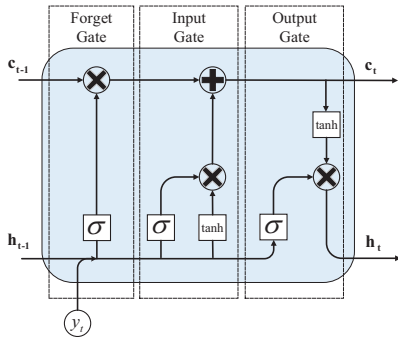 Forget Gate
Input Gate
Output Gate
c_{t-1}
c_t
tanh
σ
σ
tanh
σ
h_{t-1}
h_t
y_t